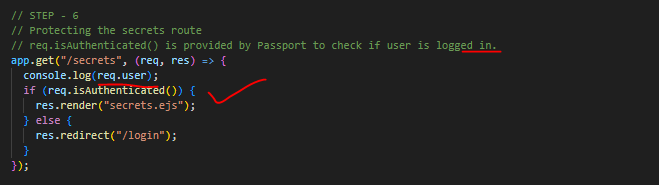 // STEP - 6
// Protecting the secrets route
// req.isAuthenticated() is provided by Passport to check if user is logged in.
app.get("/secrets", (req, res) => {
  console.log(req.user);
  if (req.isAuthenticated()) {
    res.render("secrets.ejs");
  } else {
    res.redirect("/login");
  }
});